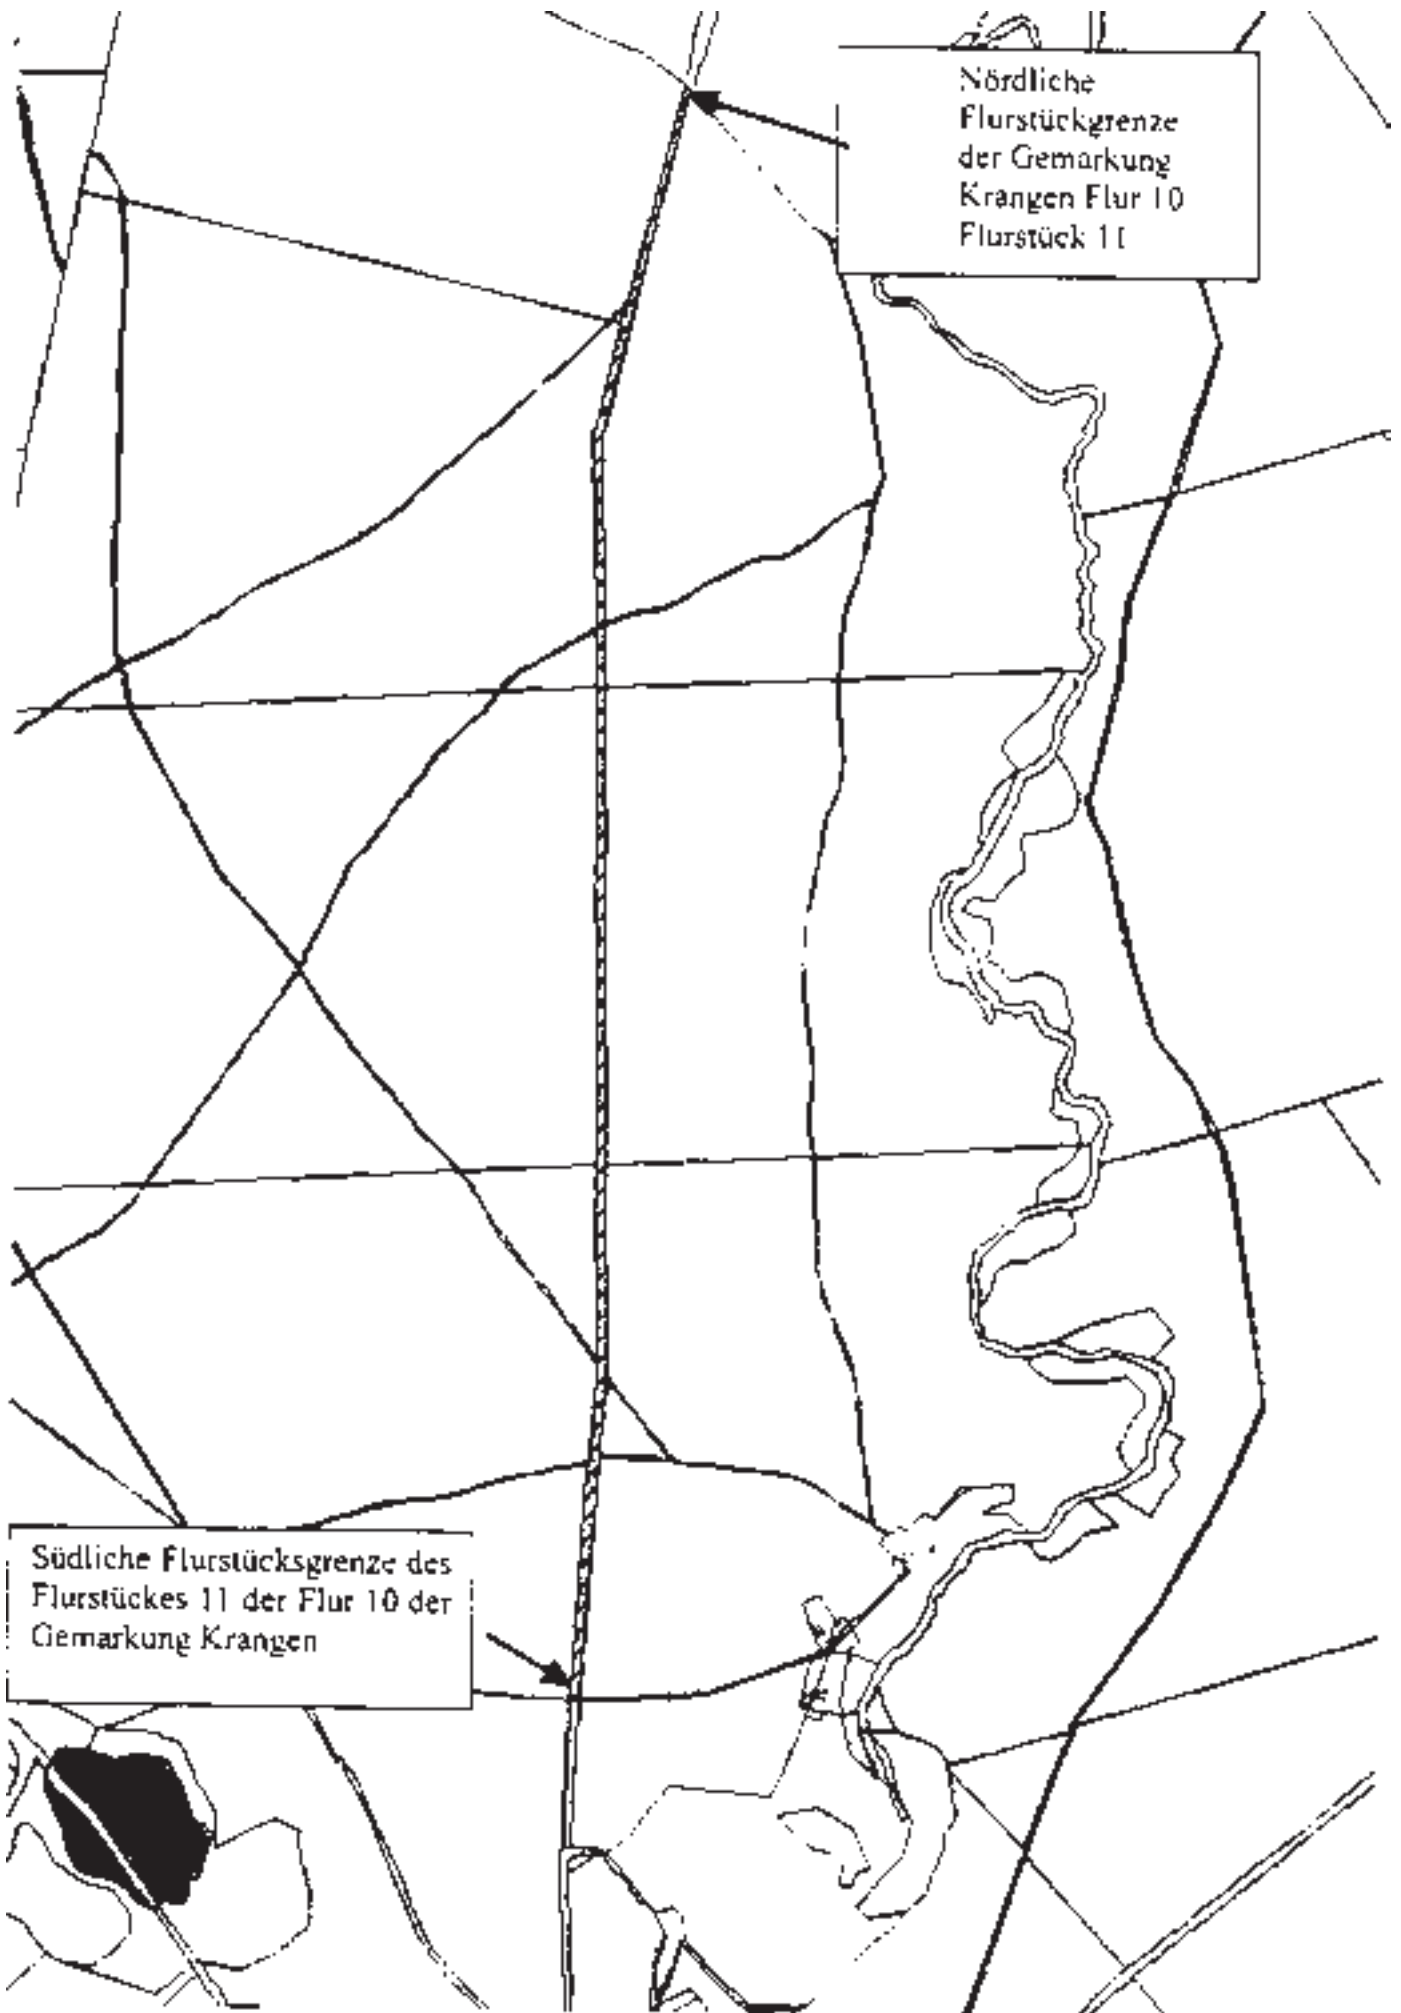 Nördliche
Flurstückgrenze
der Gemarkung
Krangen Flur 10
Flurstück 11
Südliche Flurstücksgrenze des
Flurstückes 11 der Flur 10 der
Gemarkung Krangen